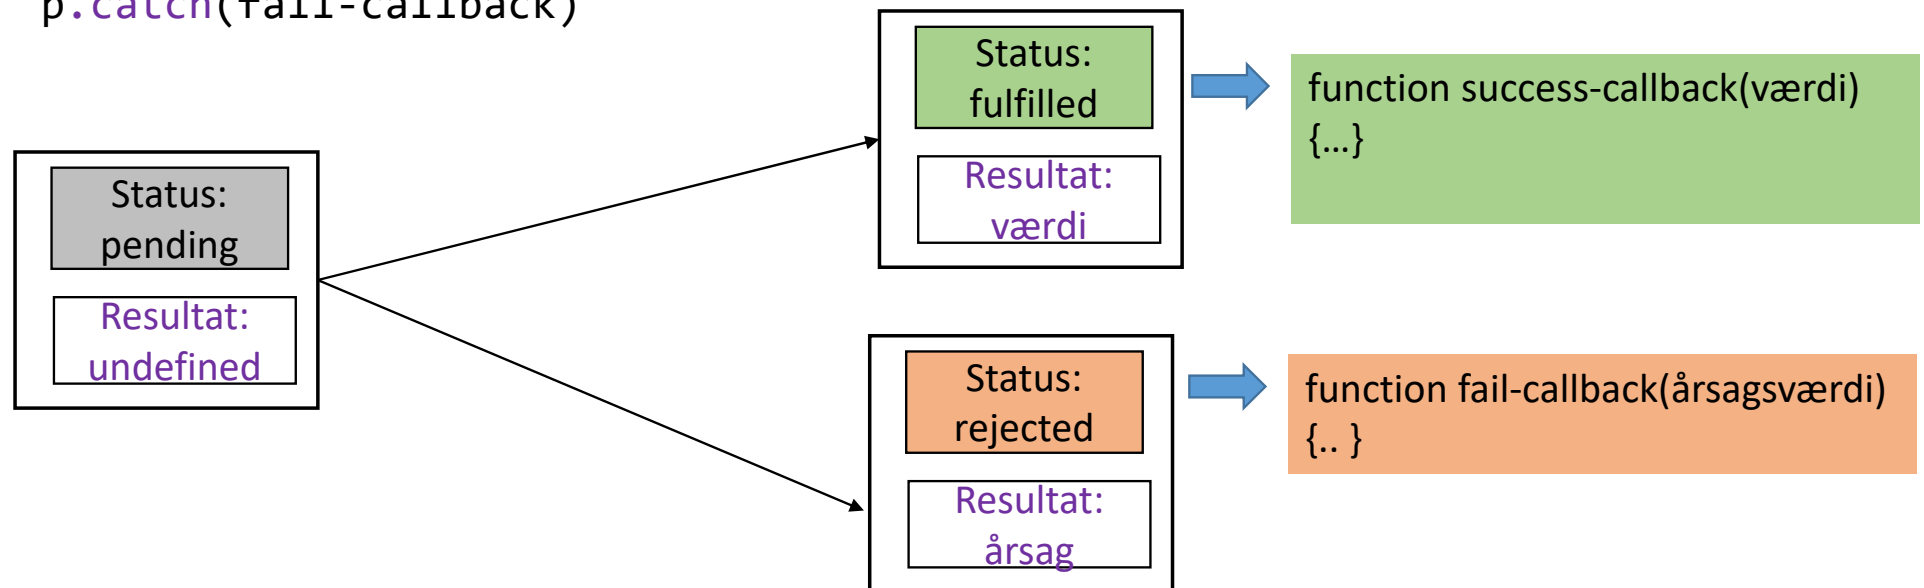 p.catch(fail-callback)
Status:
fulfilled
Resultat:
værdi
function success-callback(værdi)
{...}
Status:
pending
Resultat:
undefined
Status:
rejected
Resultat:
årsag
function fail-callback(årsagsværdi)
{.. }